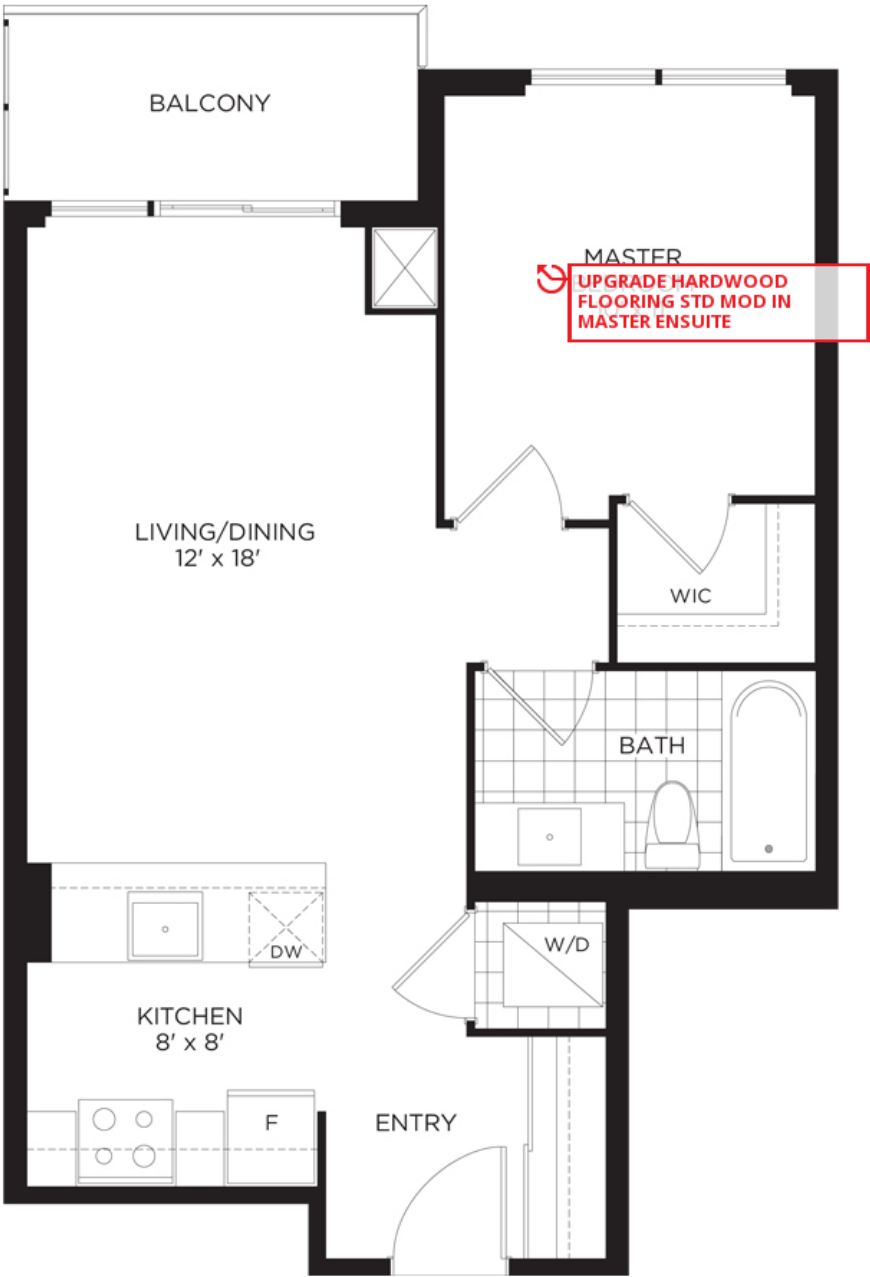 BALCONY
MASTER
BEDROOM
UPGRADE HARDWOOD
FLOORING STD MOD IN
MASTER ENSUITE
LIVING/DINING
12' x 18'
WIC
BATH
DW
W/D
KITCHEN
8' x 8'
F
ENTRY